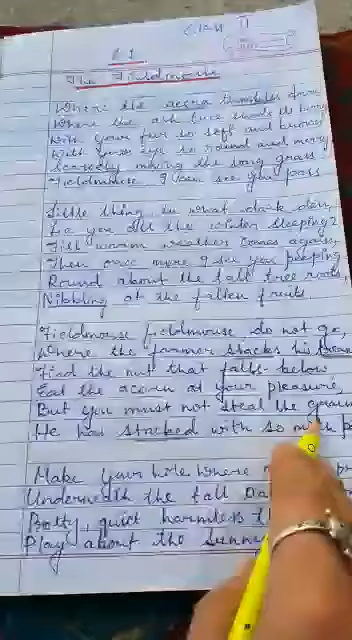 6.1
The Fieldmouse
Where the acorn tumbles down
Where the ash tree sheds its berry
With your fur so soft and brown
With your eye so round and merry
Scarcely moving the long grass
Fieldmouse I can see you pass
Little thing in what dark den,
Lie you all the winter sleeping?
Till warm weather comes again,
Then once more I see you peeping
Round about the tall tree roots,
Nibbling at the fallen fruits
Fieldmouse fieldmouse do not go,
Where the farmer stacks his
Find the nut that falls below
Eat the acorn at your pleasure,
But you must not steal the grain
He has stacked with so much
Make your hole where
Underneath the tall
Pretty, quiet harmless
Play about the sunny